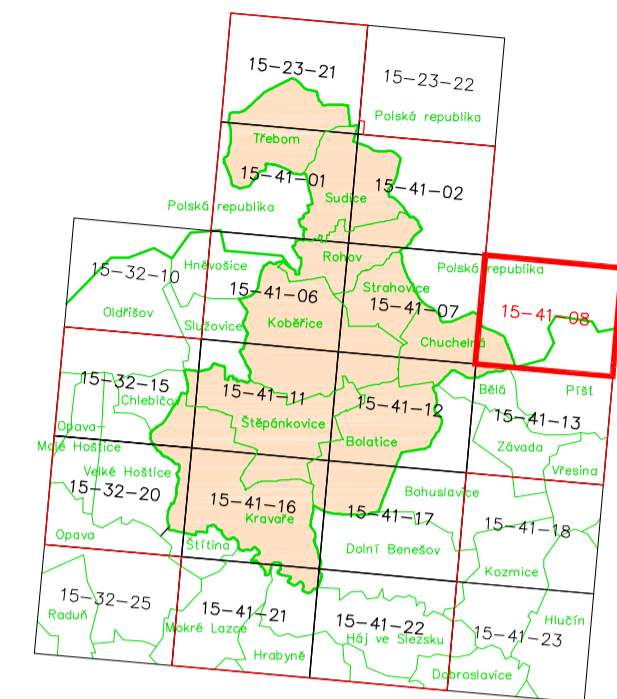 15-23-21
15-23-22
Polská republika
Třebom
15-41-01
15-41-02
Sudice
Polská republika
Rohov
Polská republika
Hněvošice
15-32-10
Strahovice
15-41-06
15-41-07
15-41-08
Oldřišov
Služovice
Kobeřice
Chuchelná
15-32-15
Chlebičov
15-41-11
15-41-12
Bělá
Píšť
15-41-13
Štěpánkovice
Opava-
Malé Hoštice
Bolatice
Závada
Vřesina
Velké Hoštice
15-32-20
Bohuslavice
15-41-16
Kravaře
15-41-17
15-41-18
Opava
Štítina
Dolní Benešov
Kozmice
15-32-25
Raduň
15-41-21
Mokré Lazce
15-41-22
Háj ve Slezsku
Hlučín
15-41-23
Hrabyně
Dobroslavice